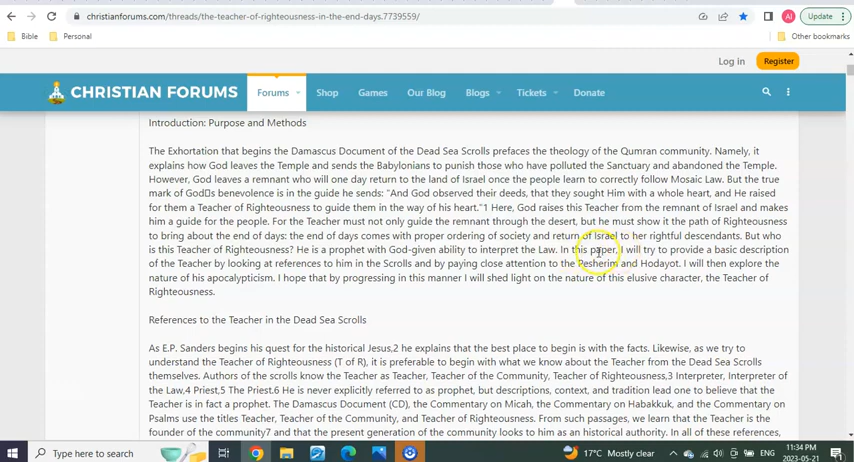 christianforums.com/threads/the-teacher-of-righteousness-in-the-end-days.7739559/
AI
Update
Bible
Personal
Other bookmarks
Log in
Register
CHRISTIAN FORUMS
Forums
Shop
Games
Our Blog
Blogs
Tickets
Donate
Introduction: Purpose and Methods
The Exhortation that begins the Damascus Document of the Dead Sea Scrolls prefaces the theology of the Qumran community. Namely, it
explains how God leaves the Temple and sends the Babylonians to punish those who have polluted the Sanctuary and abandoned the Temple.
However, God leaves a remnant who will one day return to the land of Israel once the people learn to correctly follow Mosaic Law. But the true
mark of God▯s benevolence is in the guide he sends: "And God observed their deeds, that they sought Him with a whole heart, and He raised
for them a Teacher of Righteousness to guide them in the way of his heart."1 Here, God raises this Teacher from the remnant of Israel and makes
him a guide for the people. For the Teacher must not only guide the remnant through the desert, but he must show it the path of Righteousness
to bring about the end of days: the end of days comes with proper ordering of society and return of Israel to her rightful descendants. But who
is this Teacher of Righteousness? He is a prophet with God-given ability to interpret the Law. In this paper, I will try to provide a basic description
of the Teacher by looking at references to him in the Scrolls and by paying close attention to the Pesherim and Hodayot. I will then explore the
nature of his apocalypticism. I hope that by progressing in this manner I will shed light on the nature of this elusive character, the Teacher of
Righteousness.
References to the Teacher in the Dead Sea Scrolls
As E.P. Sanders begins his quest for the historical Jesus,2 he explains that the best place to begin is with the facts. Likewise, as we try to
understand the Teacher of Righteousness (T of R), it is preferable to begin with what we know about the Teacher from the Dead Sea Scrolls
themselves. Authors of the scrolls know the Teacher as Teacher, Teacher of the Community, Teacher of Righteousness,3 Interpreter, Interpreter of
the Law,4 Priest,5 The Priest.6 He is never explicitly referred to as prophet, but descriptions, context, and tradition lead one to believe that the
Teacher is in fact a prophet. The Damascus Document (CD), the Commentary on Micah, the Commentary on Habakkuk, and the Commentary on
Psalms use the titles Teacher, Teacher of the Community, and Teacher of Righteousness. From such passages, we learn that the Teacher is the
founder of the community7 and that the present generation of the community looks to him as an historical authority. In all of these references,
Type here to search
17°C Mostly clear
ENG
11:34 PM
2023-05-21